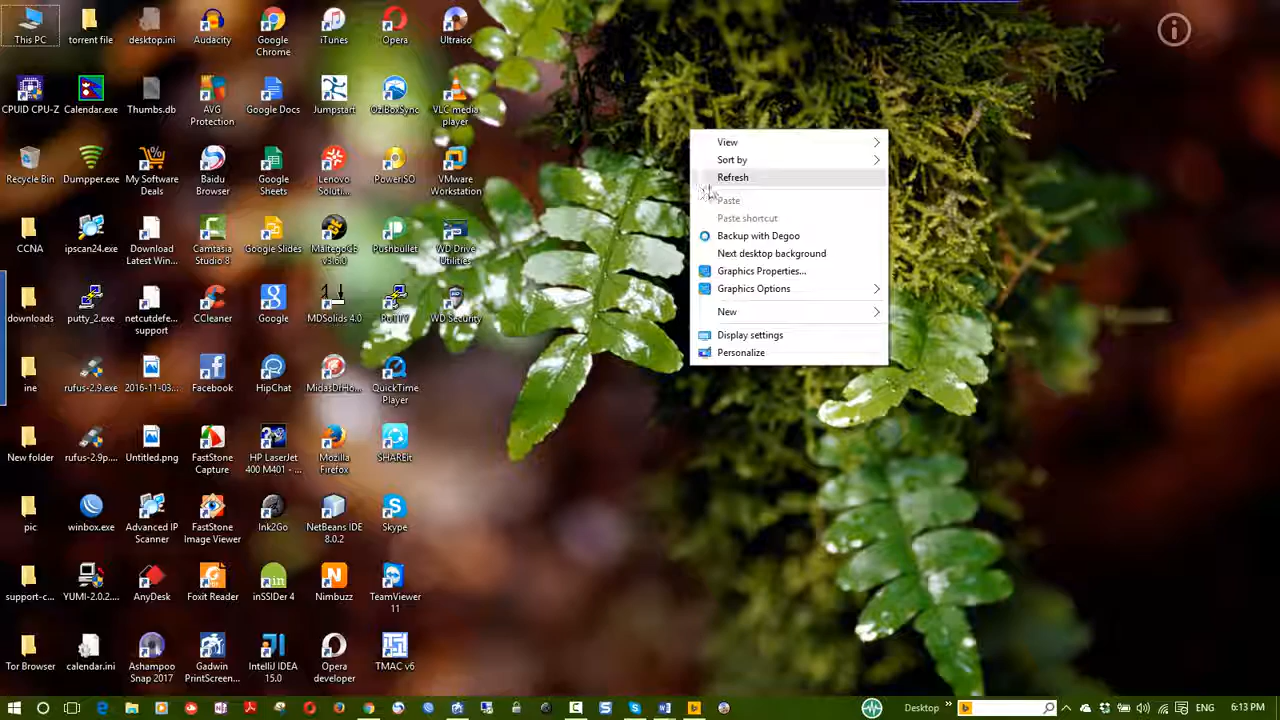 This PC
torrent file
desktop.ini
Audacity
Google
Chrome
iTunes
Opera
Ultraiso
CPUID CPU-Z
Calendar.exe
Thumbs.db
AVG
Protection
Google Docs
Jumpstart
OziBoxSync
VLC media
player
Recycle Bin
Dumpper.exe
My Software
Deals
Baidu
Browser
Google
Sheets
Lenovo
Soluti...
PowerISO
VMware
Workstation
CCNA
ipscan24.exe
Download
Latest Win...
Camtasia
Studio 8
Google Slides
MaltegoCE
v3.6.0
Pushbullet
WD Drive
Utilities
downloads
putty_2.exe
netcutdefe...
support
CCleaner
Google
MDSolids 4.0
PuTTY
WD Security
ine
rufus-2.9.exe
2016-11-03...
Facebook
HipChat
MidasDrHo...
QuickTime
Player
New folder
rufus-2.9p....
Untitled.png
FastStone
Capture
HP LaserJet
400 M401 - ...
Mozilla
Firefox
SHAREit
pic
winbox.exe
Advanced IP
Scanner
FastStone
Image Viewer
Ink2Go
NetBeans IDE
8.0.2
Skype
support-c...
YUMI-2.0.2....
AnyDesk
Foxit Reader
inSSIDer 4
Nimbuzz
TeamViewer
11
Tor Browser
calendar.ini
Ashampoo
Snap 2017
Gadwin
PrintScreen...
IntelliJ IDEA
15.0
Opera
developer
TMAC v6
View
Sort by
Refresh
Paste
Paste shortcut
Backup with Degoo
Next desktop background
Graphics Properties...
Graphics Options
New
Display settings
Personalize
Desktop
ENG
6:13 PM